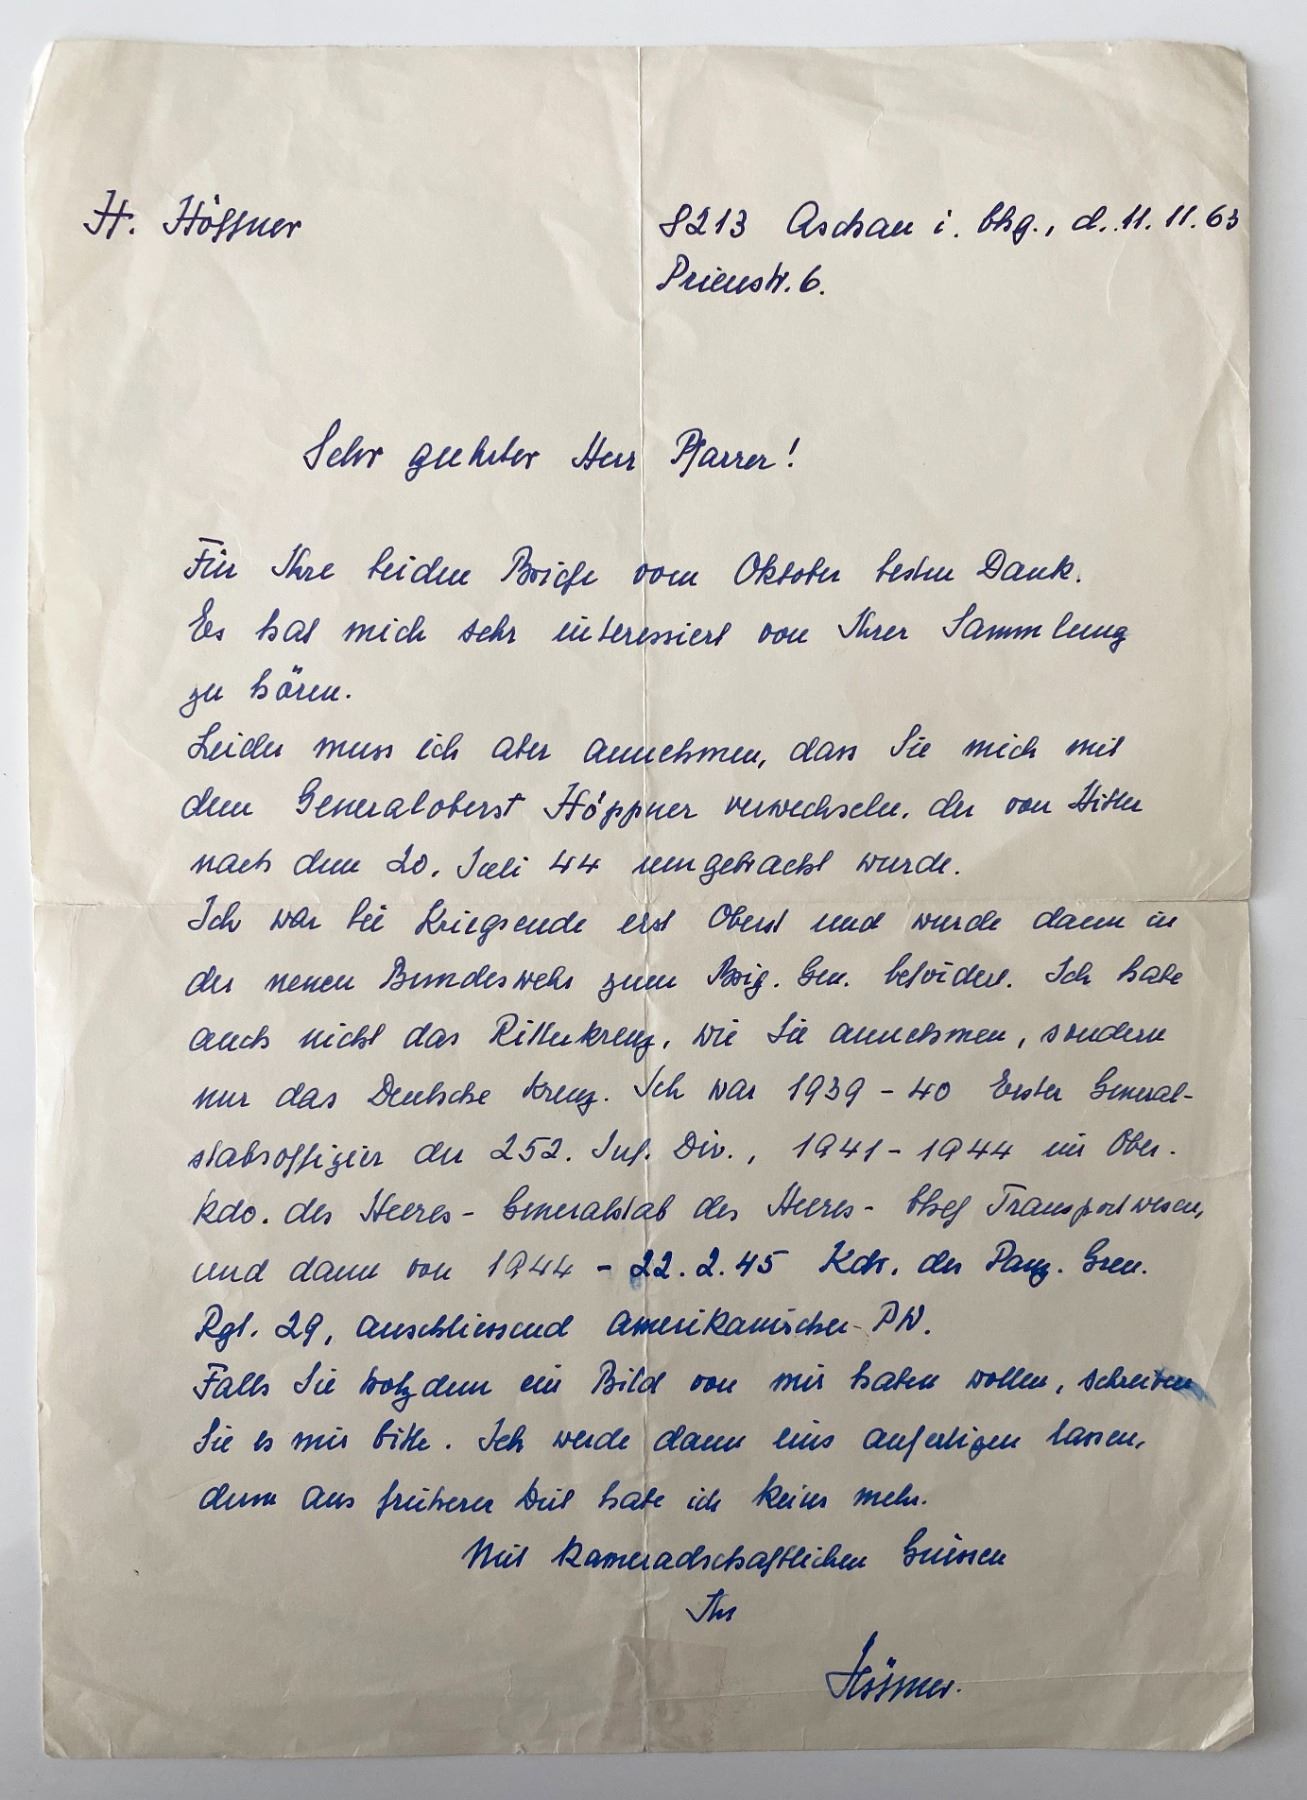 H. Höffner
8213 Aschau i. Chg., d. 11. 11. 63
Prienstr. 6.
Sehr geehrter Herr Pfarrer!
Für Ihre beiden Briefe vom Oktober besten Dank.
Es hat mich sehr interessiert von Ihrer Sammlung
zu hören.
Leider muss ich aber annehmen, dass Sie mich mit
dem Generaloberst Höppner verwechseln, der von Hitler
nach dem 20. Juli 44 umgebracht wurde.
Ich war bei Kriegsende erst Oberst und wurde dann in
der neuen Bundeswehr zum Brig. Gen. befördert. Ich habe
auch nicht das Ritterkreuz, wie Sie annehmen, sondern
nur das Deutsche Kreuz. Ich war 1939 - 40 Erster General-
stabsoffizier der 252. Inf. Div., 1941 - 1944 im Ober-
kdo. des Heeres - Generalstab des Heeres - Chef Transportwesen,
und dann von 1944 - 22. 2. 45 Kdr. des Panz. Gren.
Rgt. 29, anschliessend amerikanischer PW.
Falls Sie trotzdem ein Bild von mir haben wollen, schreiben
Sie es mir bitte. Ich werde dann eins anfertigen lassen,
denn aus früherer Zeit habe ich keins mehr.
Mit kameradschaftlichen Grüssen
Ihr
Höffner.